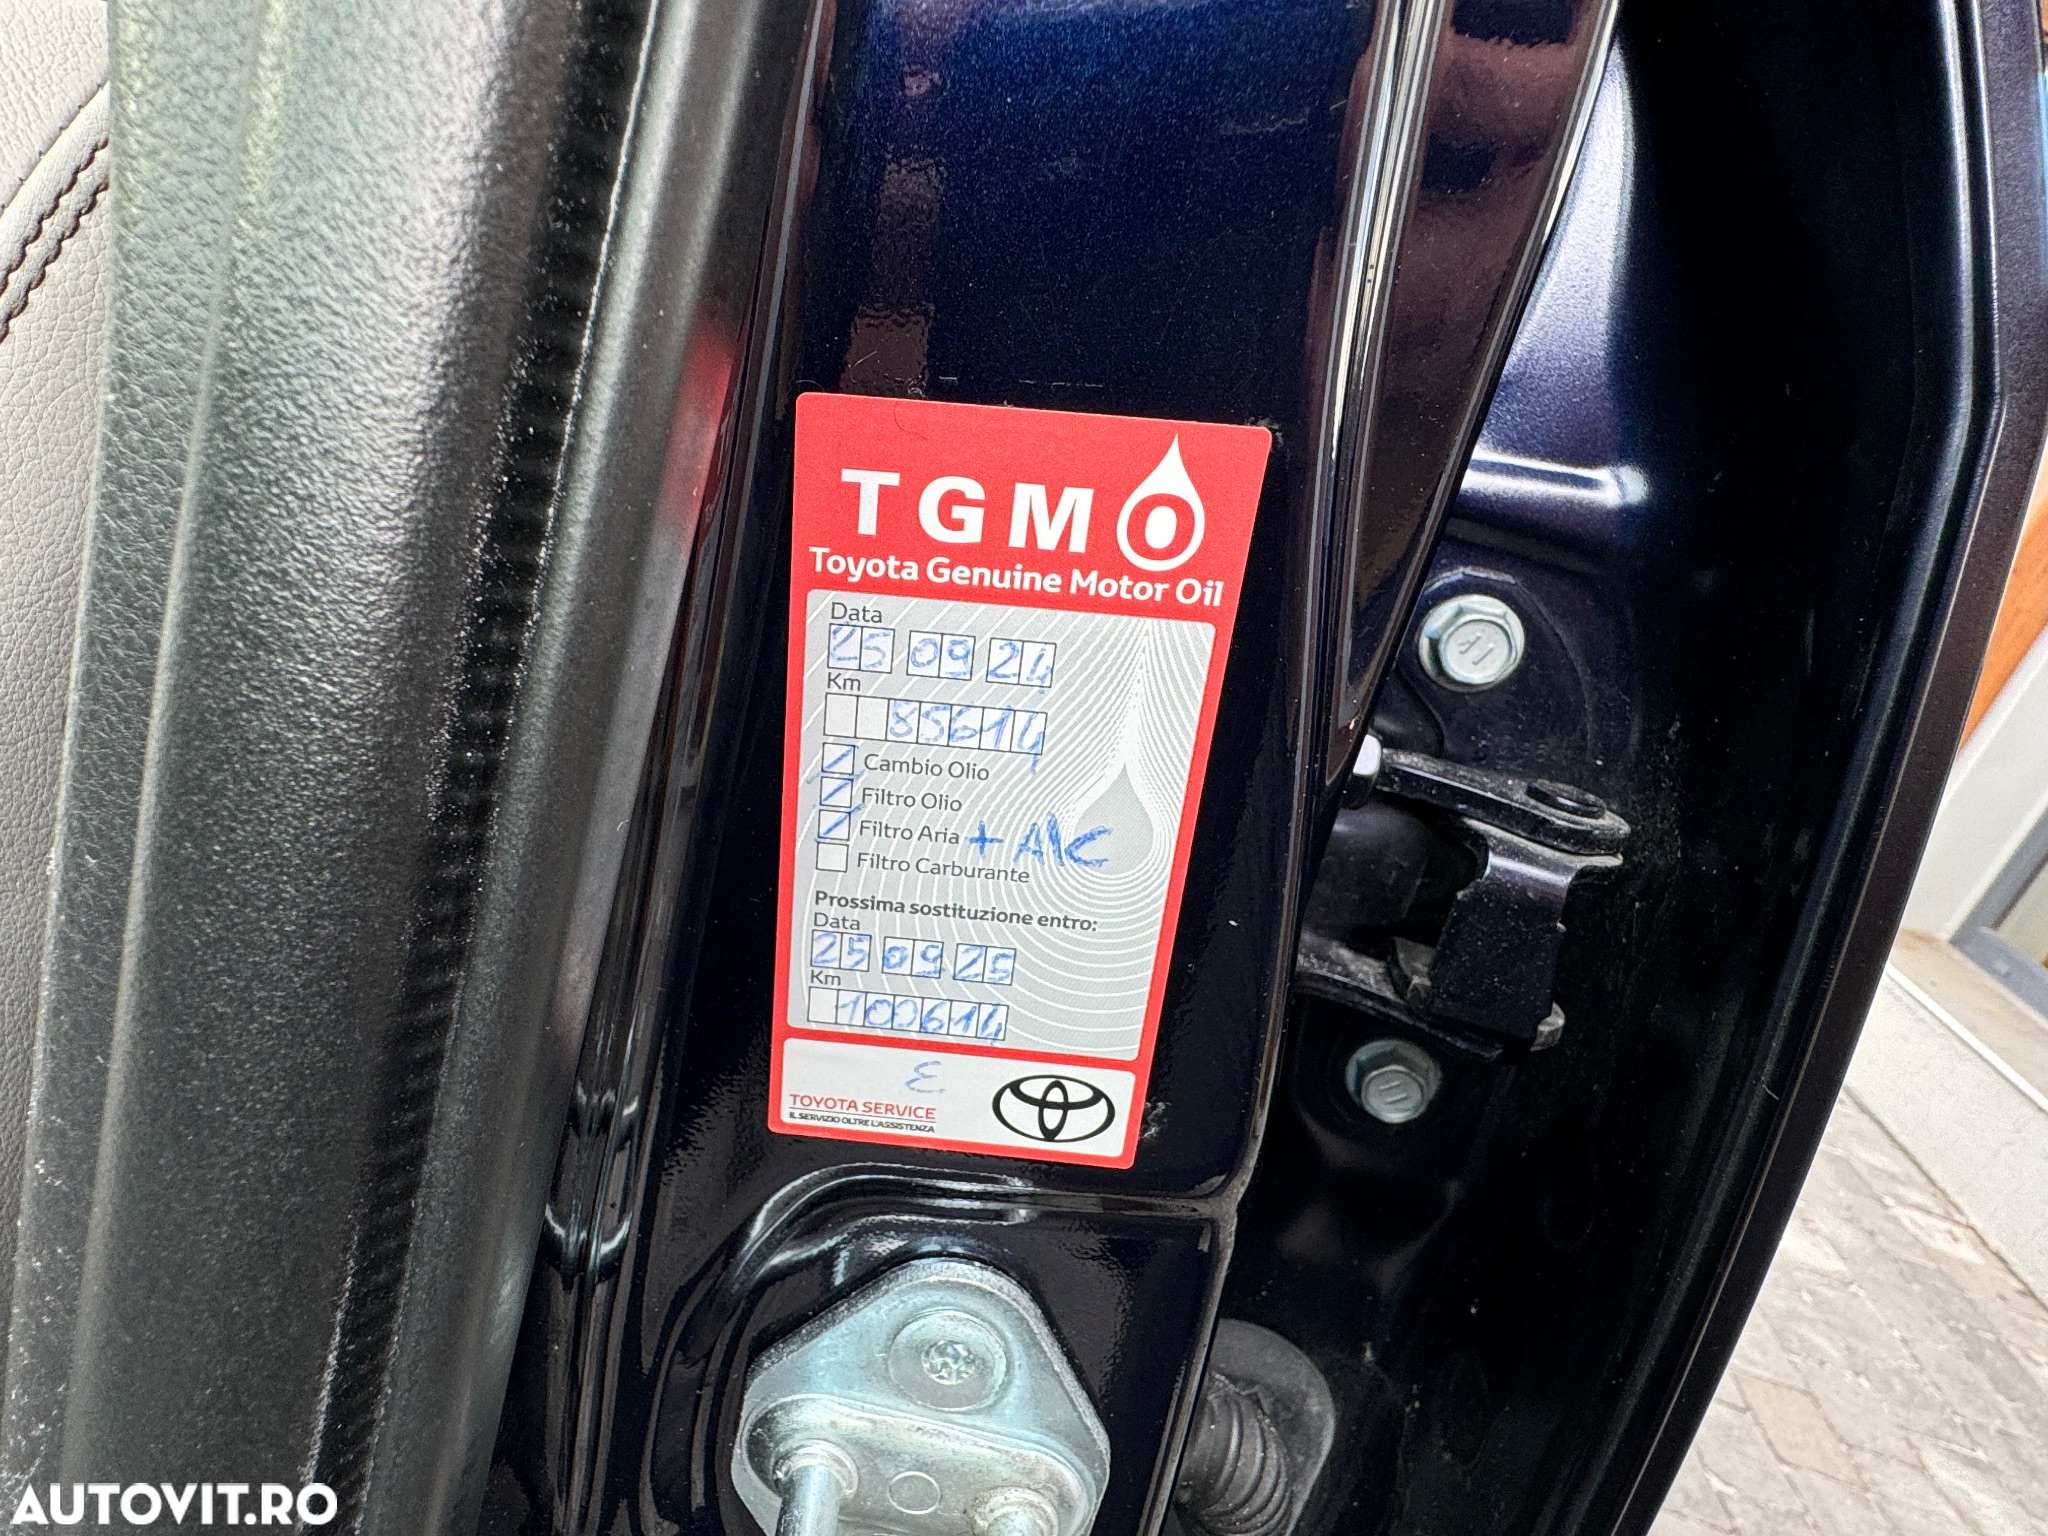 TGMO
Toyota Genuine Motor Oil
Data
25 09 24
Km
85614
Cambio Olio
Filtro Olio
Filtro Aria + A\C
Filtro Carburante
Prossima sostituzione entro:
Data
25 09 25
Km
100614
TOYOTA SERVICE
IL SERVIZIO OLTRE L'ASSISTENZA
AUTOVIT.RO